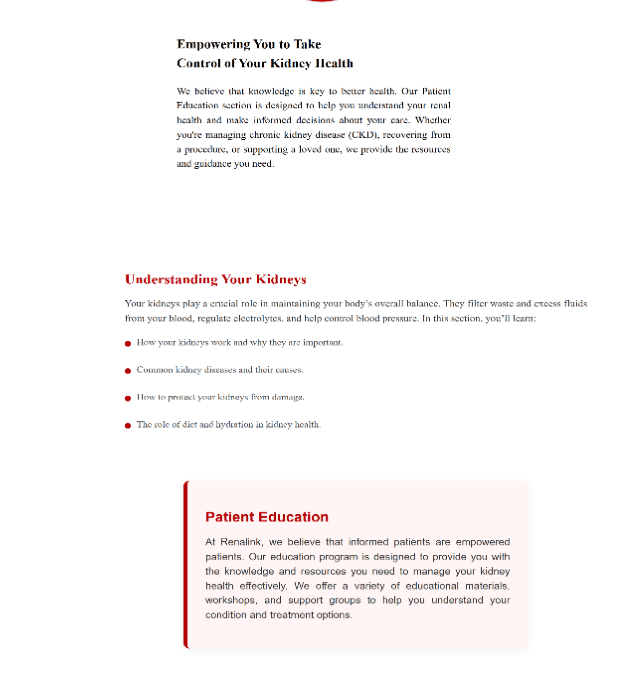 Empowering You to Take
Control of Your Kidney Health
We believe that knowledge is key to better health. Our Patient
Education section is designed to help you understand your renal
health and make informed decisions about your care. Whether
you're managing chronic kidney disease (CKD), recovering from
a procedure, or supporting a loved one, we provide the resources
and guidance you need.
Understanding Your Kidneys
Your kidneys play a crucial role in maintaining your body's overall balance. They filter waste and excess fluids
from your blood, regulate electrolytes, and help control blood pressure. In this section, you'll learn:
How your kidneys work and why they are important.
Common kidney diseases and their causes.
How to protect your kidneys from damage.
The role of diet and hydration in kidney health.
Patient Education
At Renalink, we believe that informed patients are empowered
patients. Our education program is designed to provide you with
the knowledge and resources you need to manage your kidney
health effectively. We offer a variety of educational materials,
workshops, and support groups to help you understand your
condition and treatment options.